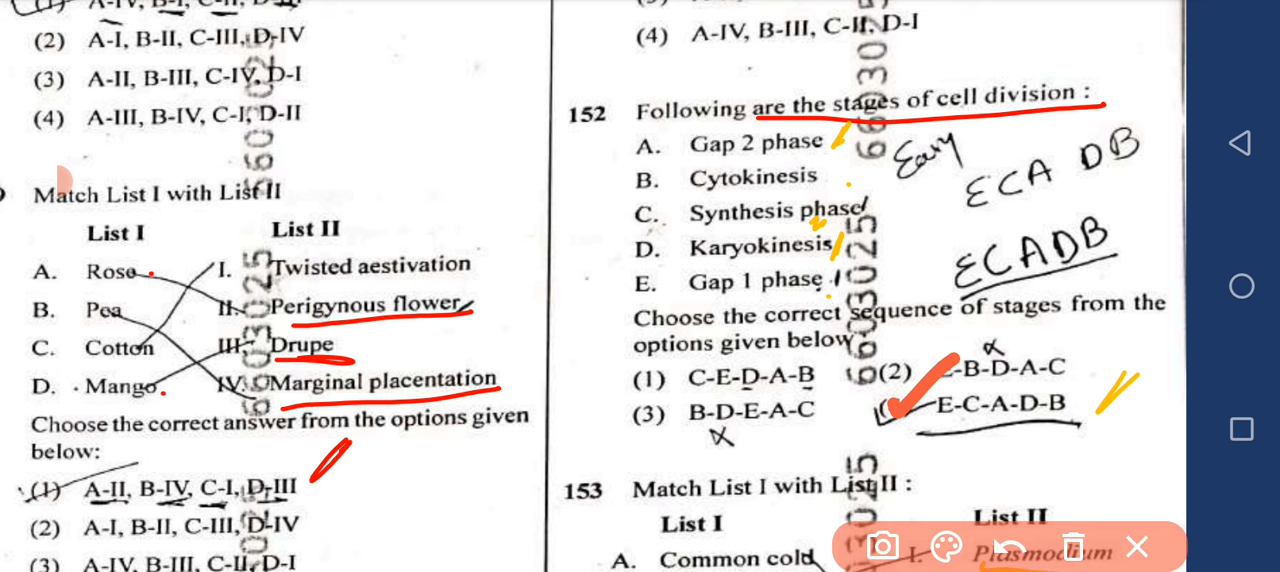 (2) A-I, B-II, C-III, D-IV
(3) A-II, B-III, C-IV, D-I
(4) A-III, B-IV, C-I, D-II
Match List I with List II
List I List II
A. Rose I. Twisted aestivation
B. Pea II. Perigynous flower
C. Cotton III. Drupe
D. Mango IV. Marginal placentation
Choose the correct answer from the options given
below:
(1) A-II, B-IV, C-I, D-III
(2) A-I, B-II, C-III, D-IV
(3) A-IV, B-III, C-II, D-I
66003025
(4) A-IV, B-III, C-II, D-I
152 Following are the stages of cell division :
A. Gap 2 phase
B. Cytokinesis
C. Synthesis phase
D. Karyokinesis
E. Gap 1 phase
Easy
ECA DB
ECADB
Choose the correct sequence of stages from the
options given below
(1) C-E-D-A-B (2) -B-D-A-C
(3) B-D-E-A-C E-C-A-D-B
153 Match List I with List II :
List I List II
A. Common cold I. Plasmodium